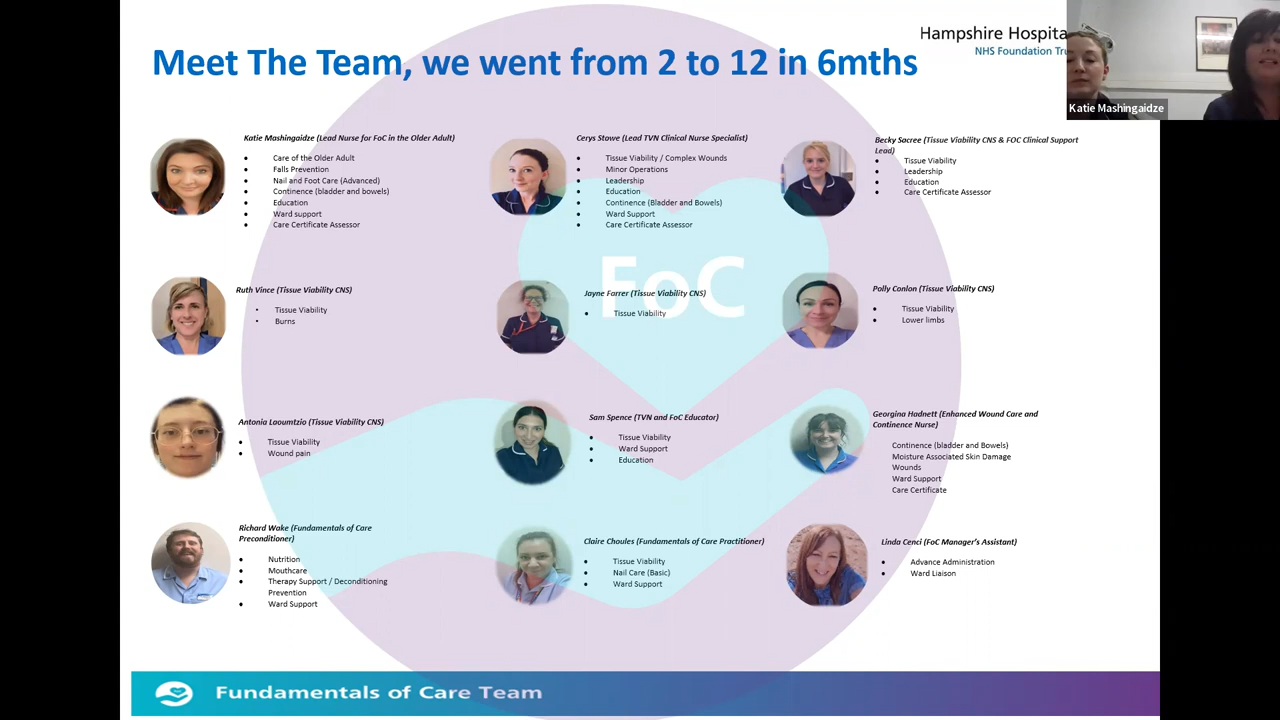 Hampshire Hospita
NHS Foundation Tru
Katie Mashingaidze
Meet The Team, we went from 2 to 12 in 6mths
Katie Mashingaidze (Lead Nurse for FoC in the Older Adult)
• Care of the Older Adult
• Falls Prevention
• Nail and Foot Care (Advanced)
• Continence (bladder and bowels)
• Education
• Ward support
• Care Certificate Assessor
Cerys Stowe (Lead TVN Clinical Nurse Specialist)
• Tissue Viability / Complex Wounds
• Minor Operations
• Leadership
• Education
• Continence (Bladder and Bowels)
• Ward Support
• Care Certificate Assessor
Becky Sacree (Tissue Viability CNS & FOC Clinical Support
Lead)
• Tissue Viability
• Leadership
• Education
• Care Certificate Assessor
FoC
Ruth Vince (Tissue Viability CNS)
• Tissue Viability
• Burns
Jayne Farrer (Tissue Viability CNS)
• Tissue Viability
Polly Conlon (Tissue Viability CNS)
• Tissue Viability
• Lower limbs
Antonia Laoumtzio (Tissue Viability CNS)
• Tissue Viability
• Wound pain
Sam Spence (TVN and FoC Educator)
• Tissue Viability
• Ward Support
• Education
Georgina Hadnett (Enhanced Wound Care and
Continence Nurse)
Continence (bladder and Bowels)
Moisture Associated Skin Damage
Wounds
Ward Support
Care Certificate
Richard Wake (Fundamentals of Care
Preconditioner)
• Nutrition
• Mouthcare
• Therapy Support / Deconditioning
Prevention
• Ward Support
Claire Choules (Fundamentals of Care Practitioner)
• Tissue Viability
• Nail Care (Basic)
• Ward Support
Linda Cenci (FoC Manager's Assistant)
• Advance Administration
• Ward Liaison
Fundamentals of Care Team